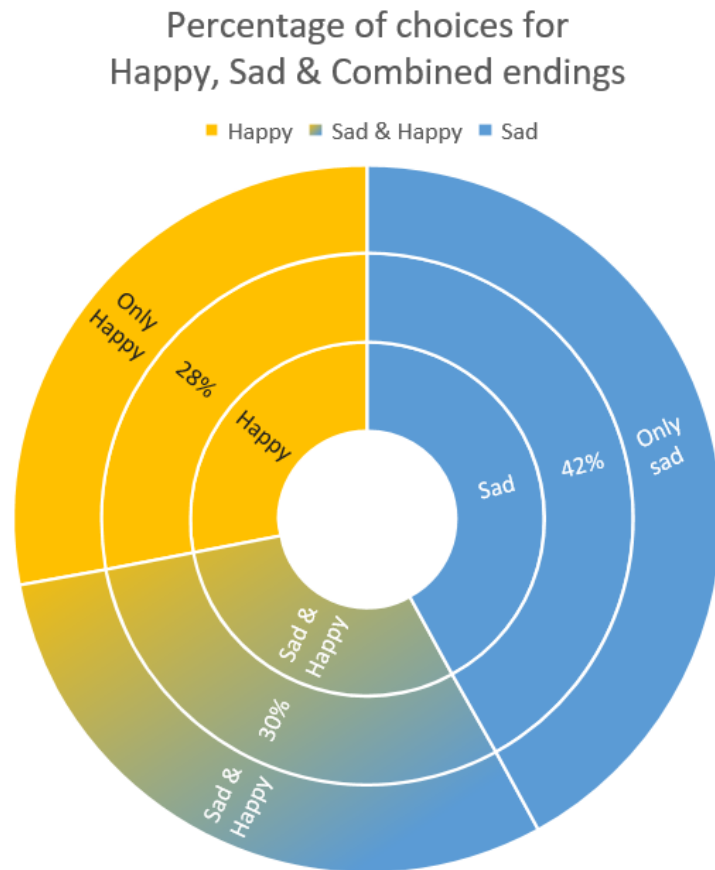 Percentage of choices for
Happy, Sad & Combined endings
Happy Sad & Happy Sad
Only
Happy
28%
Happy
Sad
42%
Only
sad
Sad &
Happy
30%
Sad &
Happy